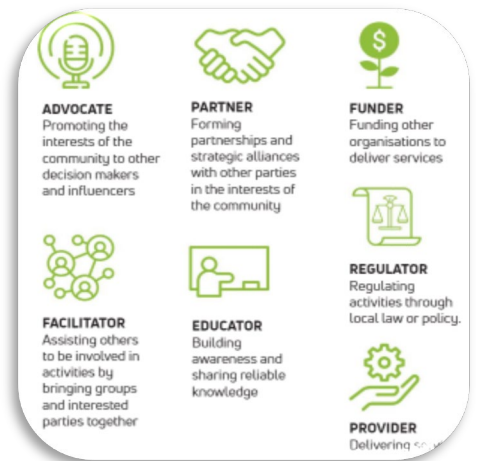 ADVOCATE
Promoting the
interests of the
community to other
decision makers
and influencers
PARTNER
Forming
partnerships and
strategic alliances
with other parties
in the interests of
the community
FUNDER
Funding other
organisations to
deliver services
REGULATOR
Regulating
activities through
local law or policy.
FACILITATOR
Assisting others
to be involved in
activities by
bringing groups
and interested
parties together
EDUCATOR
Building
awareness and
sharing reliable
knowledge
PROVIDER
Delivering